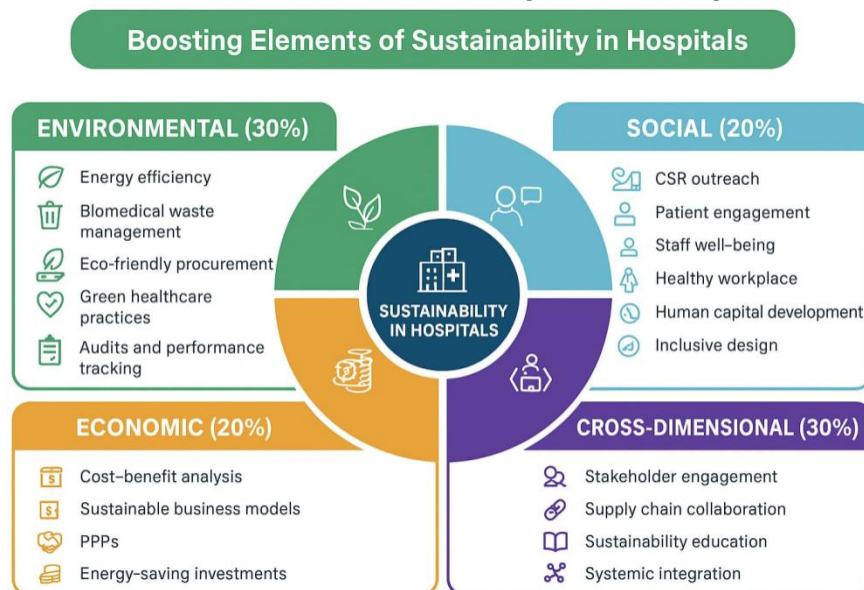 Boosting Elements of Sustainability in Hospitals
ENVIRONMENTAL (30%)
Energy efficiency
Biomedical waste
management
Eco-friendly procurement
Green healthcare
practices
Audits and performance
tracking
SOCIAL (20%)
CSR outreach
Patient engagement
Staff well-being
Healthy workplace
Human capital development
Inclusive design
SUSTAINABILITY
IN HOSPITALS
ECONOMIC (20%)
Cost-benefit analysis
Sustainable business models
PPPs
Energy-saving investments
CROSS-DIMENSIONAL (30%)
Stakeholder engagement
Supply chain collaboration
Sustainability education
Systemic integration